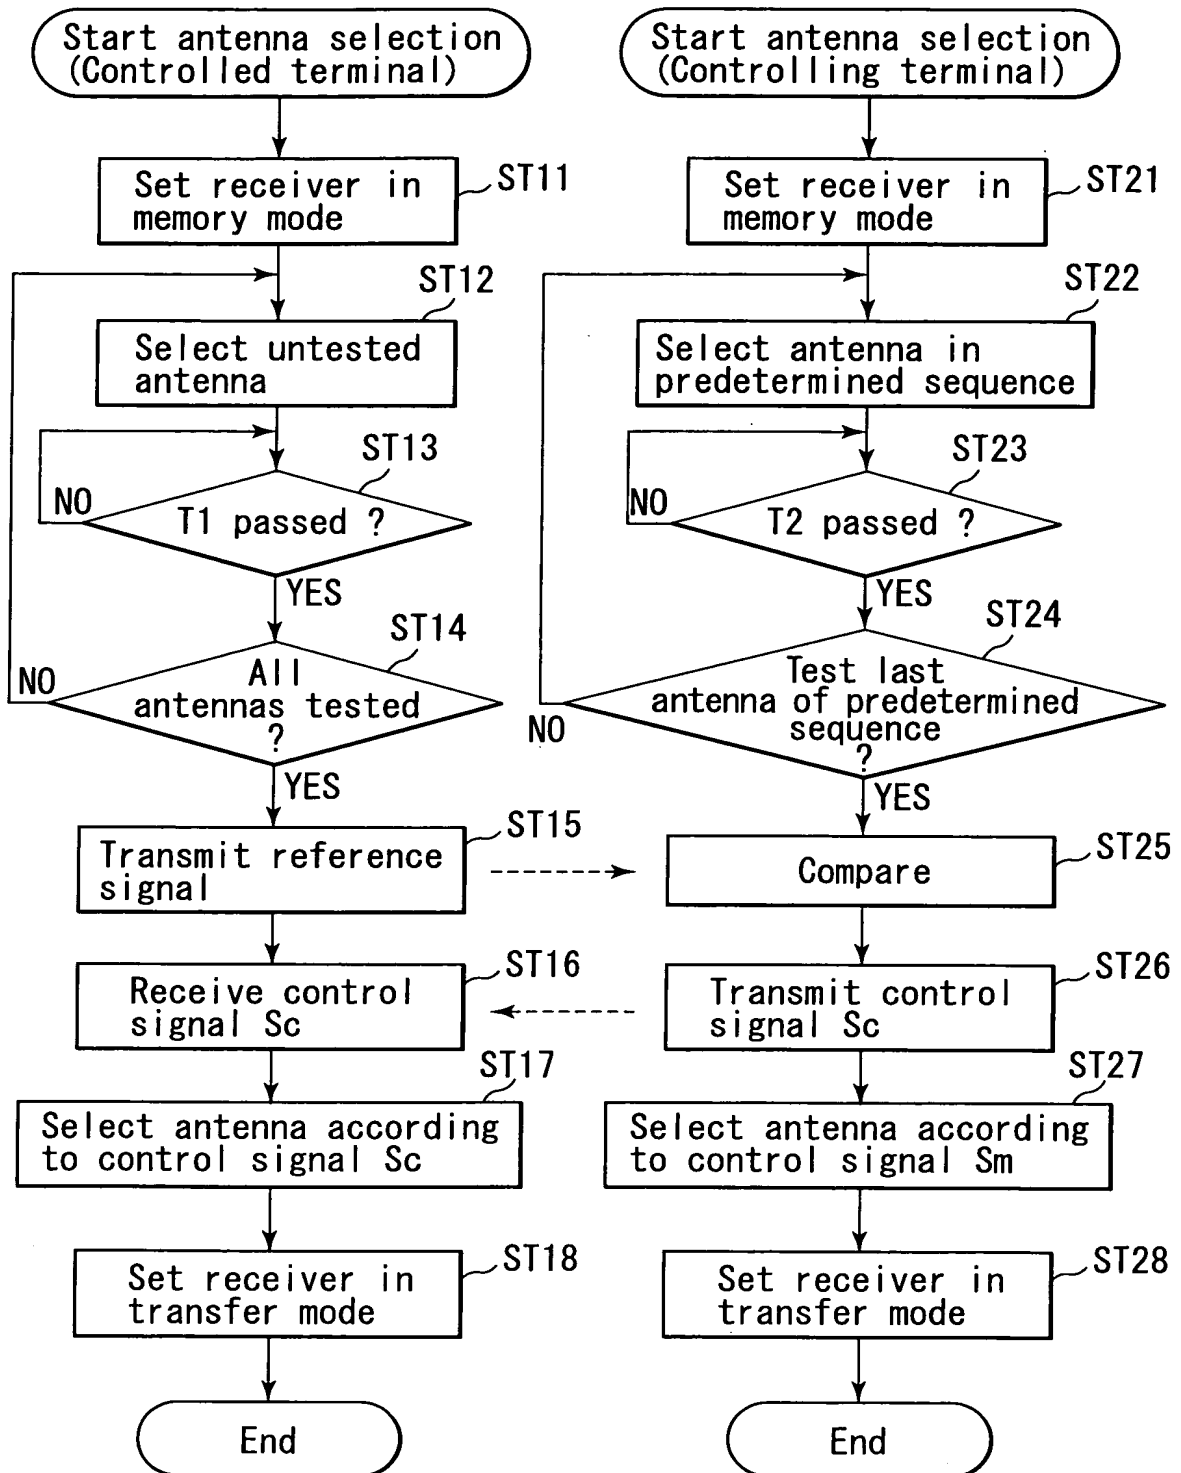 Start antenna selection
(Controlled terminal)
Set receiver in
memory mode
ST11
ST12
Select untested
antenna
ST13
T1 passed ?
NO
YES
ST14
All
antennas tested
?
NO
YES
ST15
Transmit reference
signal
ST16
Receive control
signal Sc
ST17
Select antenna according
to control signal Sc
ST18
Set receiver in
transfer mode
End
Start antenna selection
(Controlling terminal)
Set receiver in
memory mode
ST21
ST22
Select antenna in
predetermined sequence
ST23
T2 passed ?
NO
YES
ST24
Test last
antenna of predetermined
sequence
?
NO
YES
ST25
Compare
ST26
Transmit control
signal Sc
ST27
Select antenna according
to control signal Sm
ST28
Set receiver in
transfer mode
End